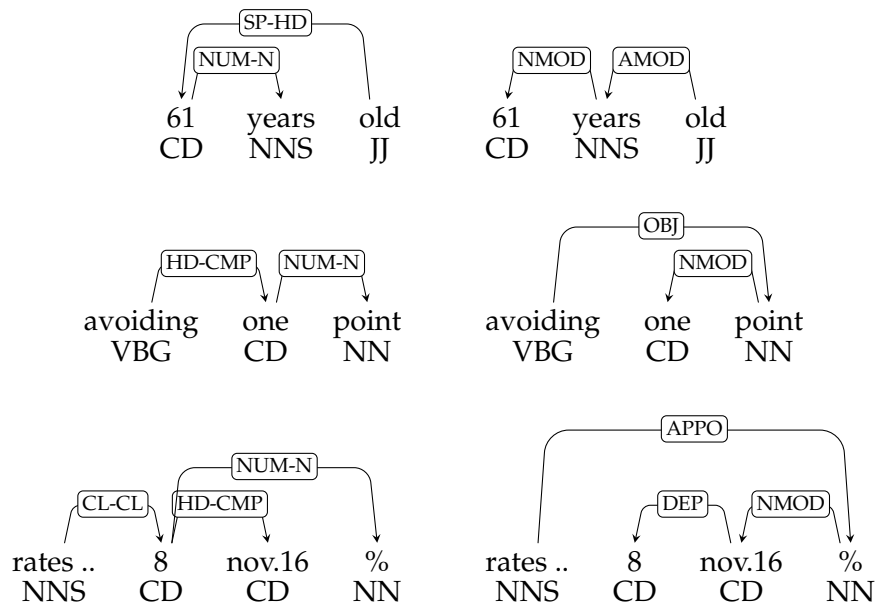 SP-HD
NUM-N
61 years old
CD NNS JJ
NMOD AMOD
61 years old
CD NNS JJ
HD-CMP NUM-N
avoiding one point
VBG CD NN
OBJ
NMOD
avoiding one point
VBG CD NN
NUM-N
CL-CL HD-CMP
rates .. 8 nov.16 %
NNS CD CD NN
APPO
DEP NMOD
rates .. 8 nov.16 %
NNS CD CD NN